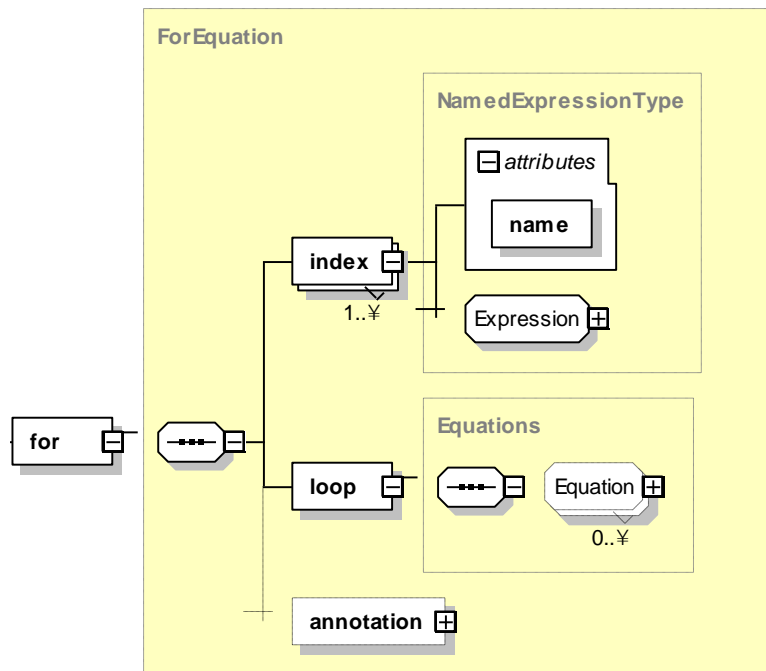 ForEquation
NamedExpressionType
attributes
name
index
1..¥
Expression
for
Equations
loop
Equation
0..¥
annotation